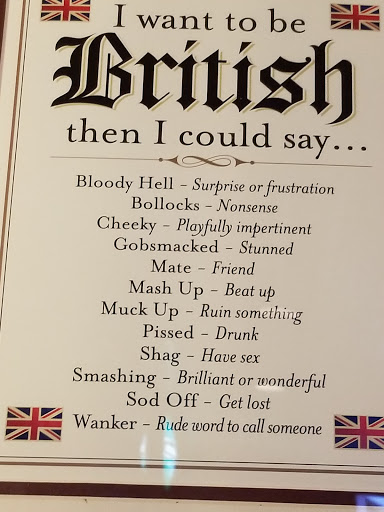 I want to be
British
then I could say...
Bloody Hell – Surprise or frustration
Bollocks – Nonsense
Cheeky – Playfully impertinent
Gobsmacked – Stunned
Mate – Friend
Mash Up – Beat up
Muck Up – Ruin something
Pissed – Drunk
Shag – Have sex
Smashing – Brilliant or wonderful
Sod Off – Get lost
Wanker – Rude word to call someone